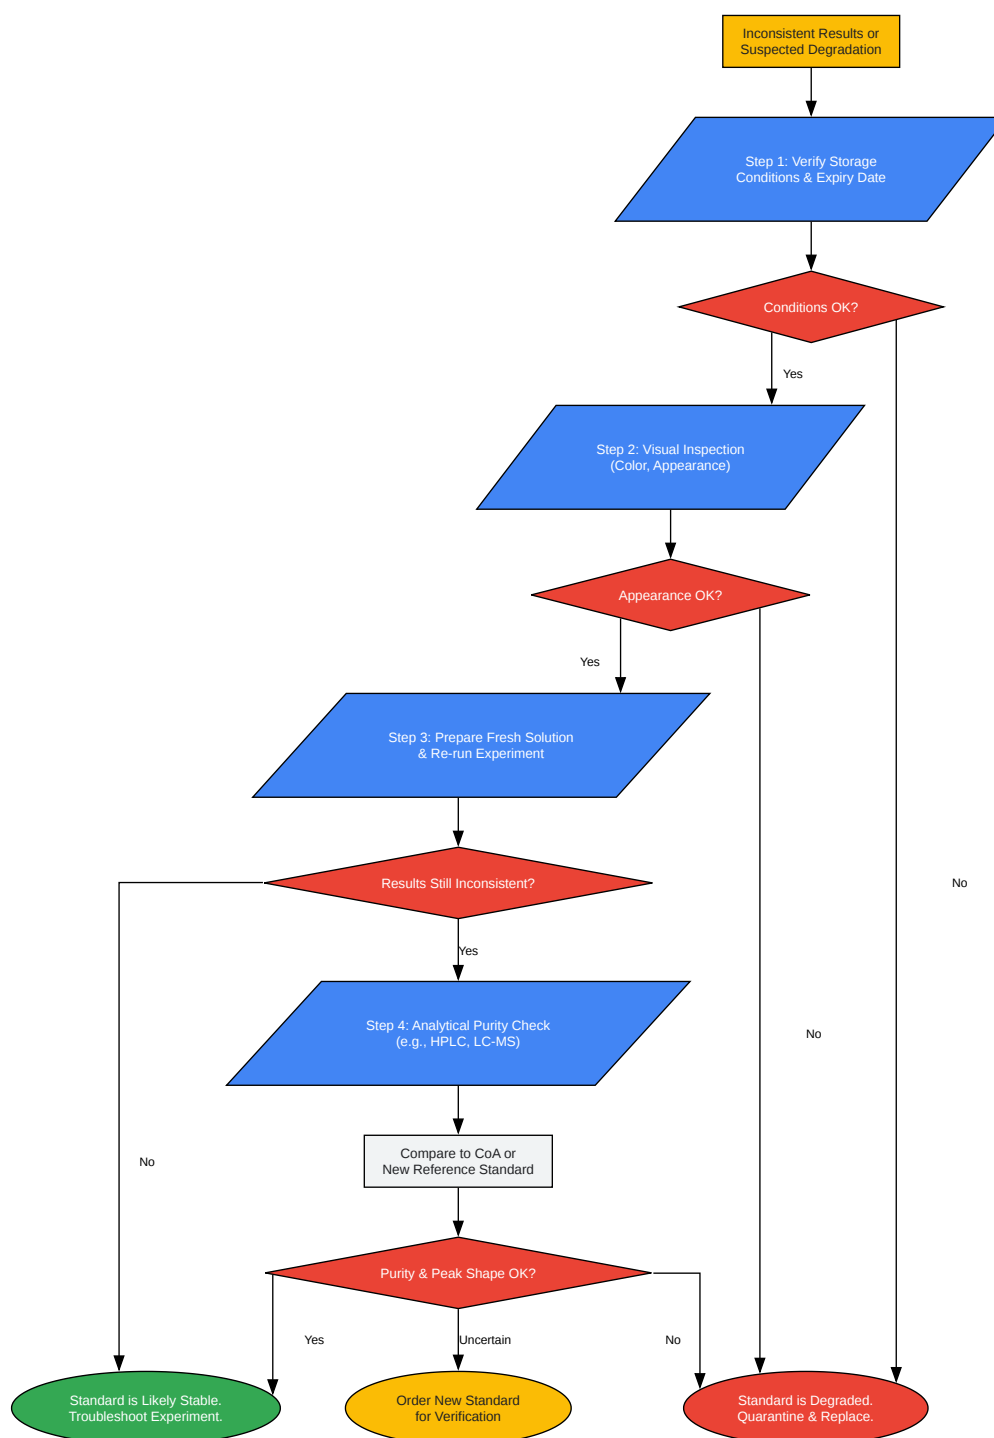 Inconsistent Results or
Suspected Degradation
Step 1: Verify Storage
Conditions & Expiry Date
Conditions OK?
Yes
Step 2: Visual Inspection
(Color, Appearance)
Appearance OK?
Yes
Step 3: Prepare Fresh Solution
& Re-run Experiment
Results Still Inconsistent?
No
Yes
Step 4: Analytical Purity Check
(e.g., HPLC, LC-MS)
No
Compare to CoA or
New Reference Standard
No
Purity & Peak Shape OK?
Yes
Uncertain
No
Standard is Likely Stable.
Troubleshoot Experiment.
Order New Standard
for Verification
Standard is Degraded.
Quarantine & Replace.